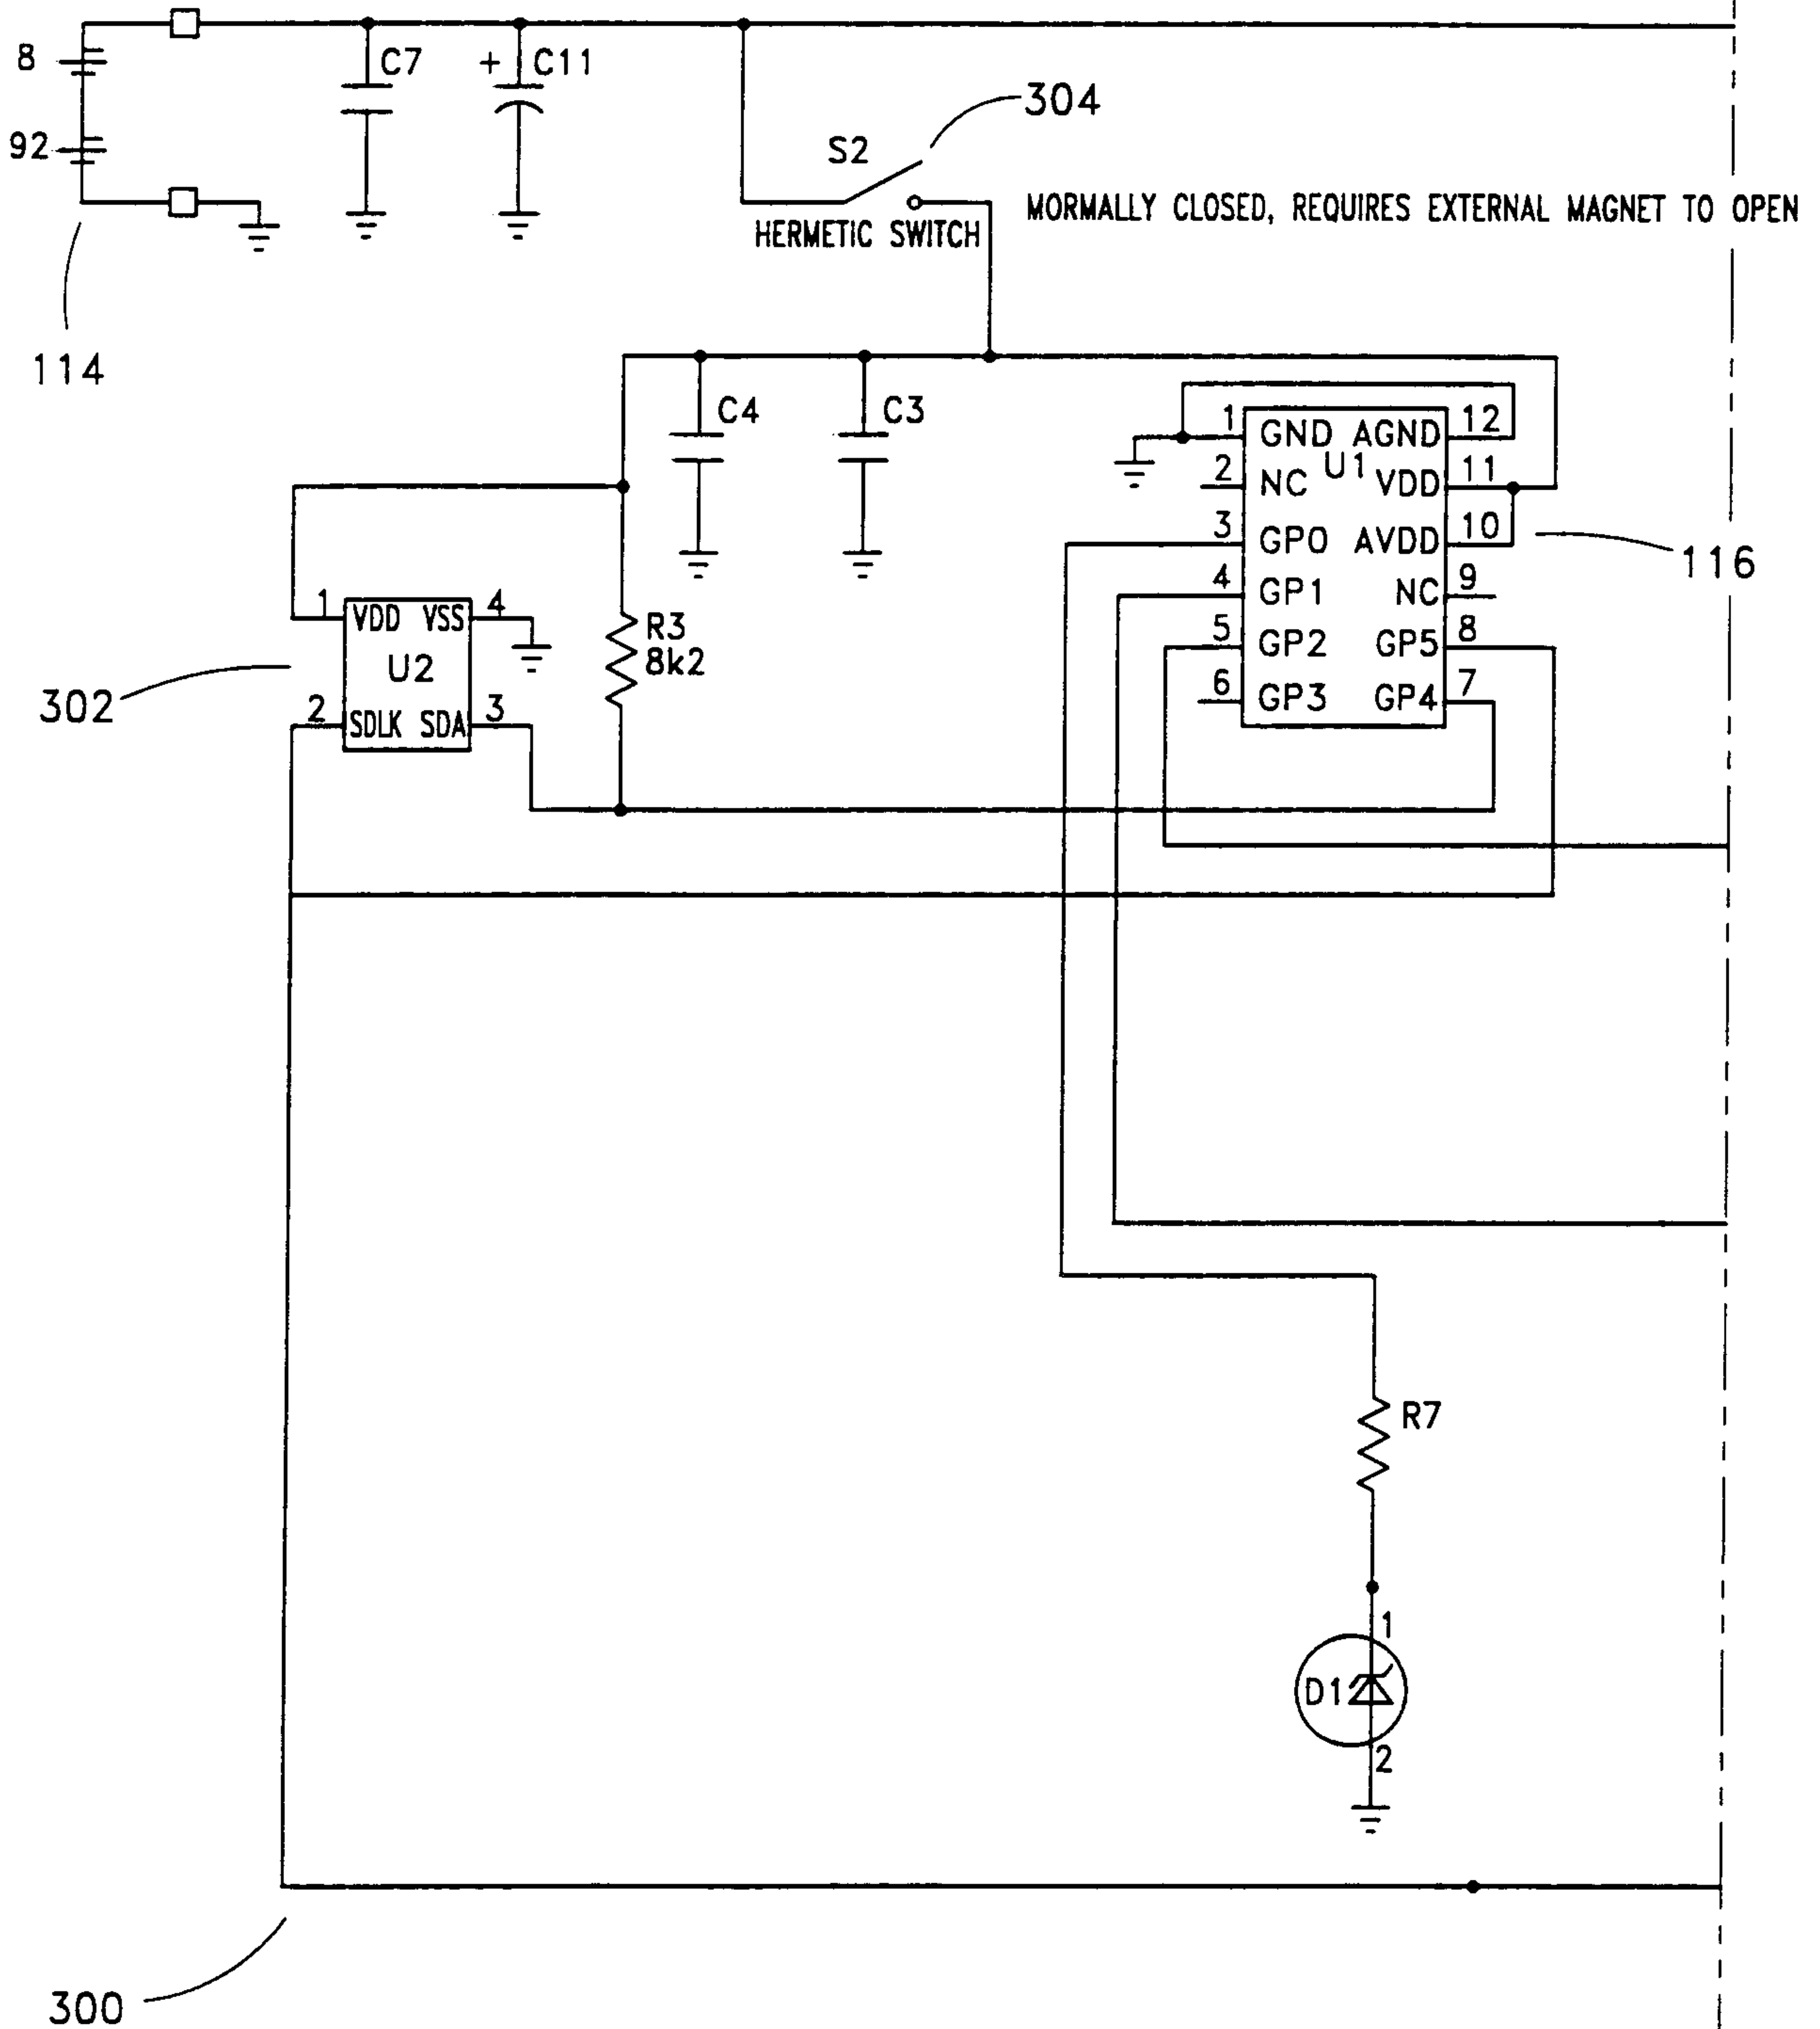 8
C7
+ C11
304
92
S2
MORMALLY CLOSED, REQUIRES EXTERNAL MAGNET TO OPEN
HERMETIC SWITCH
114
C4
C3
1 GND AGND 12
U1
2 NC VDD 11
3 GP0 AVDD 10
116
4 GP1 NC 9
5 GP2 GP5 8
6 GP3 GP4 7
1 VDD VSS 4
R3
8k2
U2
302
2 SDLK SDA 3
R7
1
D1
2
300